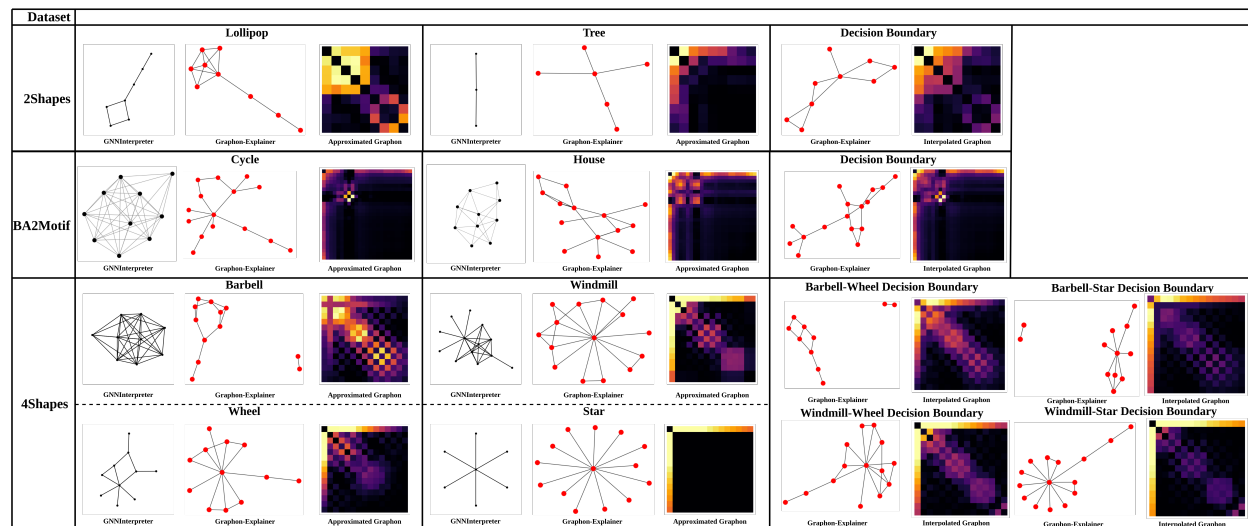 Dataset
Lollipop Tree Decision Boundary
2Shapes
GNNInterpreter Graphon-Explainer Approximated Graphon GNNInterpreter Graphon-Explainer Approximated Graphon Graphon-Explainer Interpolated Graphon
Cycle House Decision Boundary
BA2Motif
GNNInterpreter Graphon-Explainer Approximated Graphon GNNInterpreter Graphon-Explainer Approximated Graphon Graphon-Explainer Interpolated Graphon
Barbell Windmill Barbell-Wheel Decision Boundary Barbell-Star Decision Boundary
GNNInterpreter Graphon-Explainer Approximated Graphon GNNInterpreter Graphon-Explainer Approximated Graphon Graphon-Explainer Interpolated Graphon Graphon-Explainer Interpolated Graphon
4Shapes
Wheel Star Windmill-Wheel Decision Boundary Windmill-Star Decision Boundary
GNNInterpreter Graphon-Explainer Approximated Graphon GNNInterpreter Graphon-Explainer Approximated Graphon Graphon-Explainer Interpolated Graphon Graphon-Explainer Interpolated Graphon